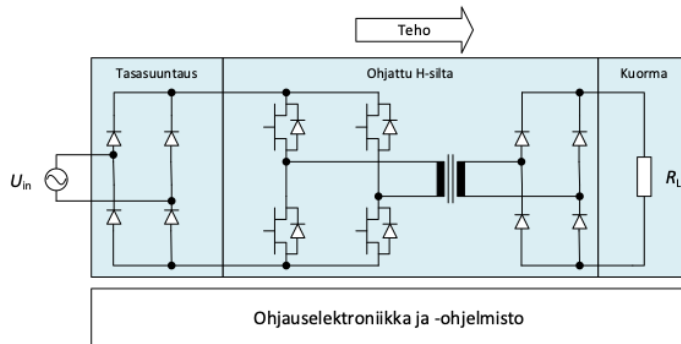 Teho
Tasasuuntaus
Ohjattu H-silta
Kuorma
Uin
RL
Ohjauselektroniikka ja -ohjelmisto